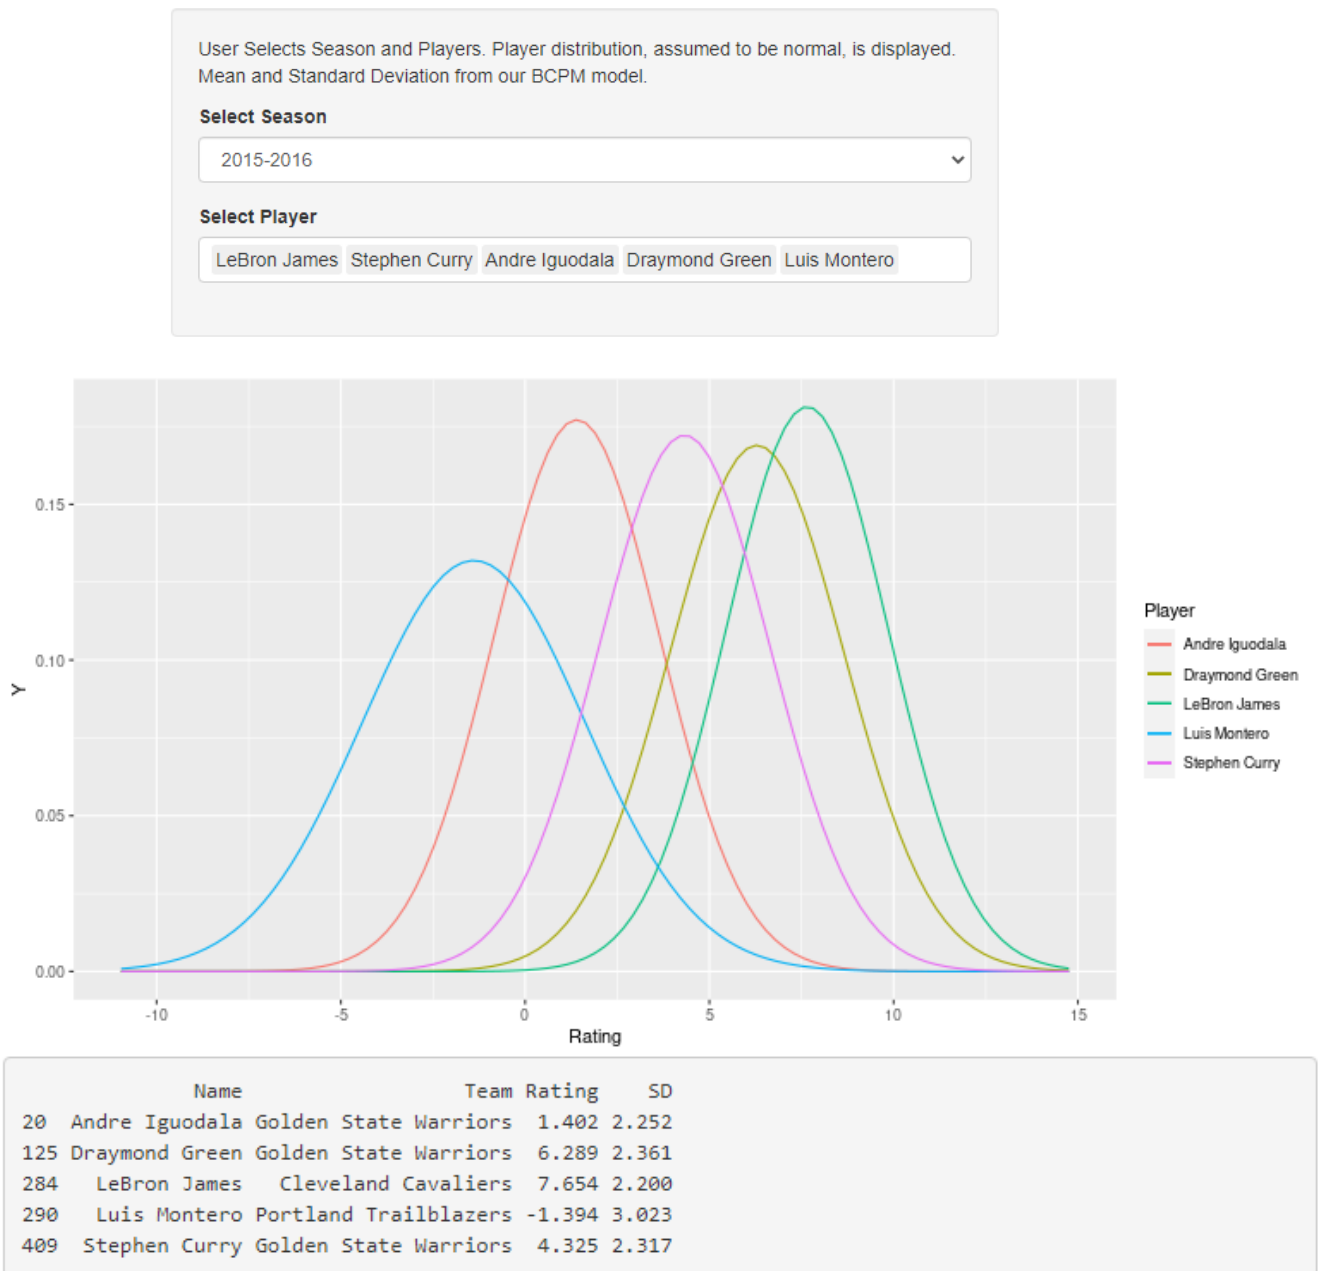 User Selects Season and Players. Player distribution, assumed to be normal, is displayed.
Mean and Standard Deviation from our BCPM model.
Select Season
2015-2016
Select Player
LeBron James Stephen Curry Andre Iguodala Draymond Green Luis Montero
0.15
0.10
0.05
0.00
Y
-10 -5 0 5 10 15
Rating
Player
Andre Iguodala
Draymond Green
LeBron James
Luis Montero
Stephen Curry
Name Team Rating SD
20 Andre Iguodala Golden State Warriors 1.402 2.252
125 Draymond Green Golden State Warriors 6.289 2.361
284 LeBron James Cleveland Cavaliers 7.654 2.200
290 Luis Montero Portland Trailblazers -1.394 3.023
409 Stephen Curry Golden State Warriors 4.325 2.317